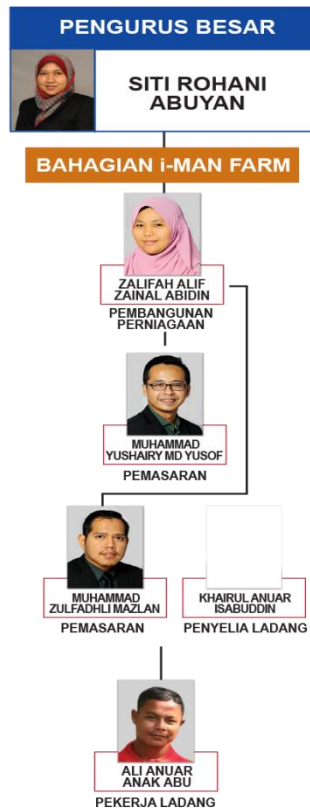 PENGURUS BESAR
SITI ROHANI
ABUYAN
BAHAGIAN i-MAN FARM
ZALIFAH ALIF
ZAINAL ABIDIN
PEMBANGUNAN
PERNIAGAAN
MUHAMMAD
YUSHAIRY MD YUSOF
PEMASARAN
MUHAMMAD
ZULFADHLI MAZLAN
PEMASARAN
KHAIRUL ANUAR
ISABUDDIN
PENYELIA LADANG
ALI ANUAR
ANAK ABU
PEKERJA LADANG